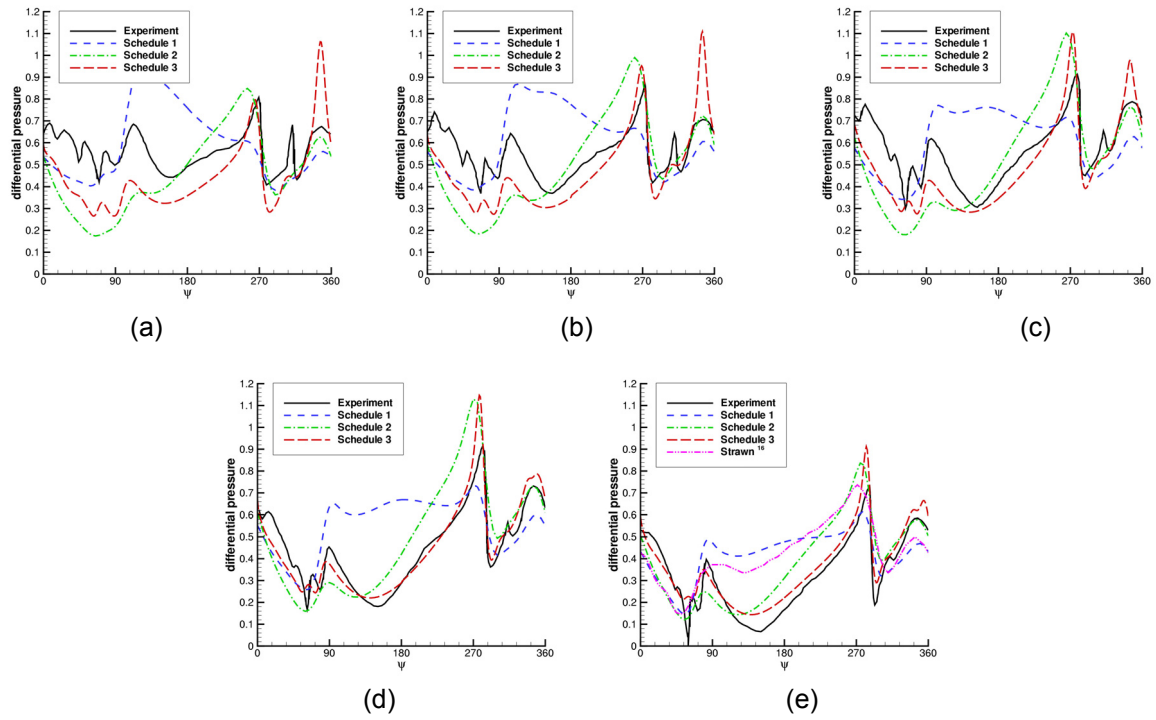 1.2
1.1
1
0.9
0.8
0.7
0.6
0.5
0.4
0.3
0.2
0.1
0
differential pressure
Experiment
Schedule 1
Schedule 2
Schedule 3
0 90 180 270 360
ψ
(a)
1.2
1.1
1
0.9
0.8
0.7
0.6
0.5
0.4
0.3
0.2
0.1
0
differential pressure
Experiment
Schedule 1
Schedule 2
Schedule 3
0 90 180 270 360
ψ
(b)
1.2
1.1
1
0.9
0.8
0.7
0.6
0.5
0.4
0.3
0.2
0.1
0
differential pressure
Experiment
Schedule 1
Schedule 2
Schedule 3
0 90 180 270 360
ψ
(c)
1.2
1.1
1
0.9
0.8
0.7
0.6
0.5
0.4
0.3
0.2
0.1
0
differential pressure
Experiment
Schedule 1
Schedule 2
Schedule 3
0 90 180 270 360
ψ
(d)
1.2
1.1
1
0.9
0.8
0.7
0.6
0.5
0.4
0.3
0.2
0.1
0
differential pressure
Experiment
Schedule 1
Schedule 2
Schedule 3
Strawn 16
0 90 180 270 360
ψ
(e)